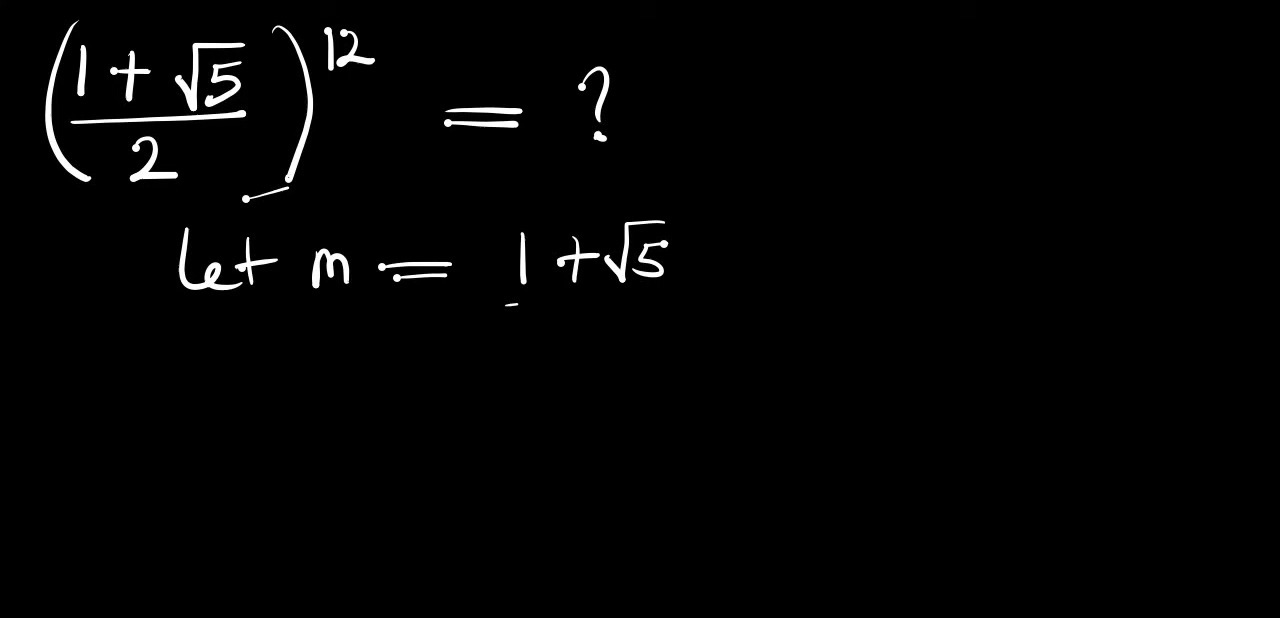 ((1+√5)/2)^12 = ?
let m = 1+√5